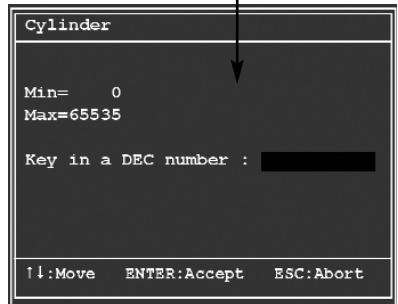 Cylinder
Min=    0
Max=65535
Key in a DEC number :
↑↓:Move   ENTER:Accept   ESC:Abort